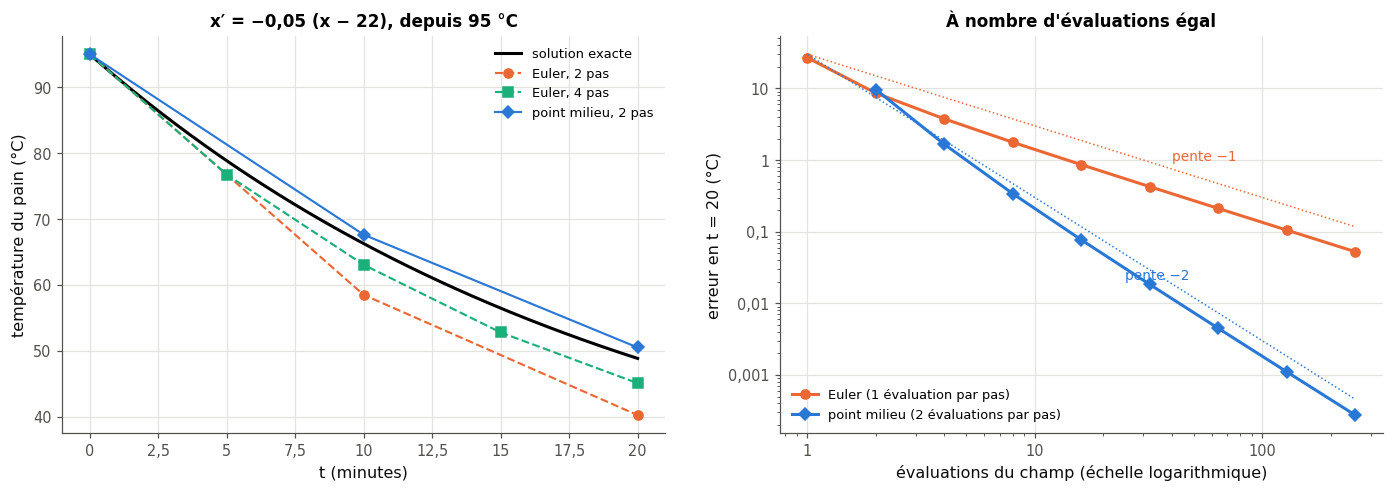 x′ = −0,05 (x − 22), depuis 95 °C
température du pain (°C)
90
80
70
60
50
40
0
2,5
5
7,5
10
12,5
15
17,5
20
t (minutes)
solution exacte
Euler, 2 pas
Euler, 4 pas
point milieu, 2 pas
À nombre d'évaluations égal
erreur en t = 20 (°C)
10
1
0,1
0,01
0,001
1
10
100
évaluations du champ (échelle logarithmique)
pente −1
pente −2
Euler (1 évaluation par pas)
point milieu (2 évaluations par pas)